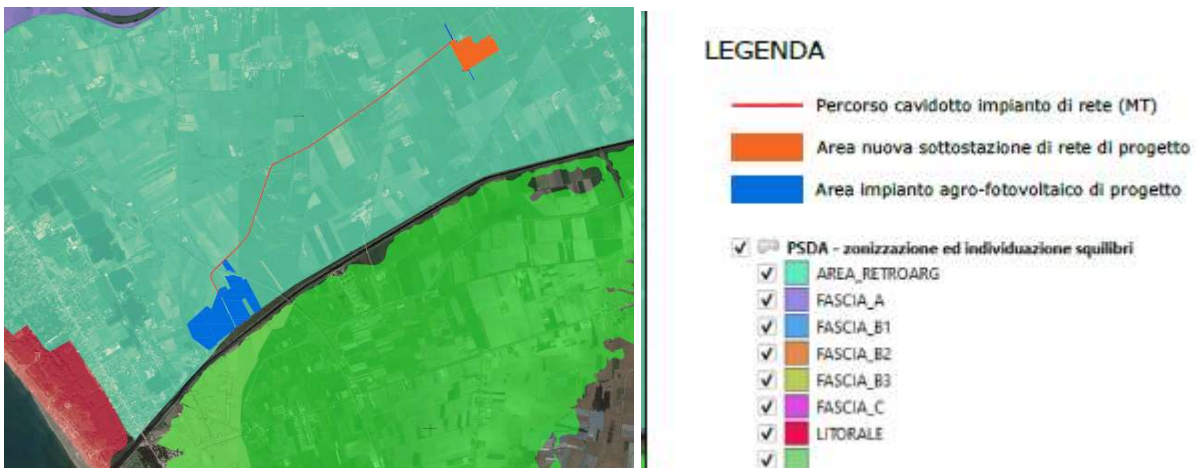 LEGENDA
Percorso cavidotto impianto di rete (MT)
Area nuova sottostazione di rete di progetto
Area impianto agro-fotovoltaico di progetto
PSDA - zonizzazione ed individuazione squilibri
AREA_RETROARG
FASCIA_A
FASCIA_B1
FASCIA_B2
FASCIA_B3
FASCIA_C
LITORALE